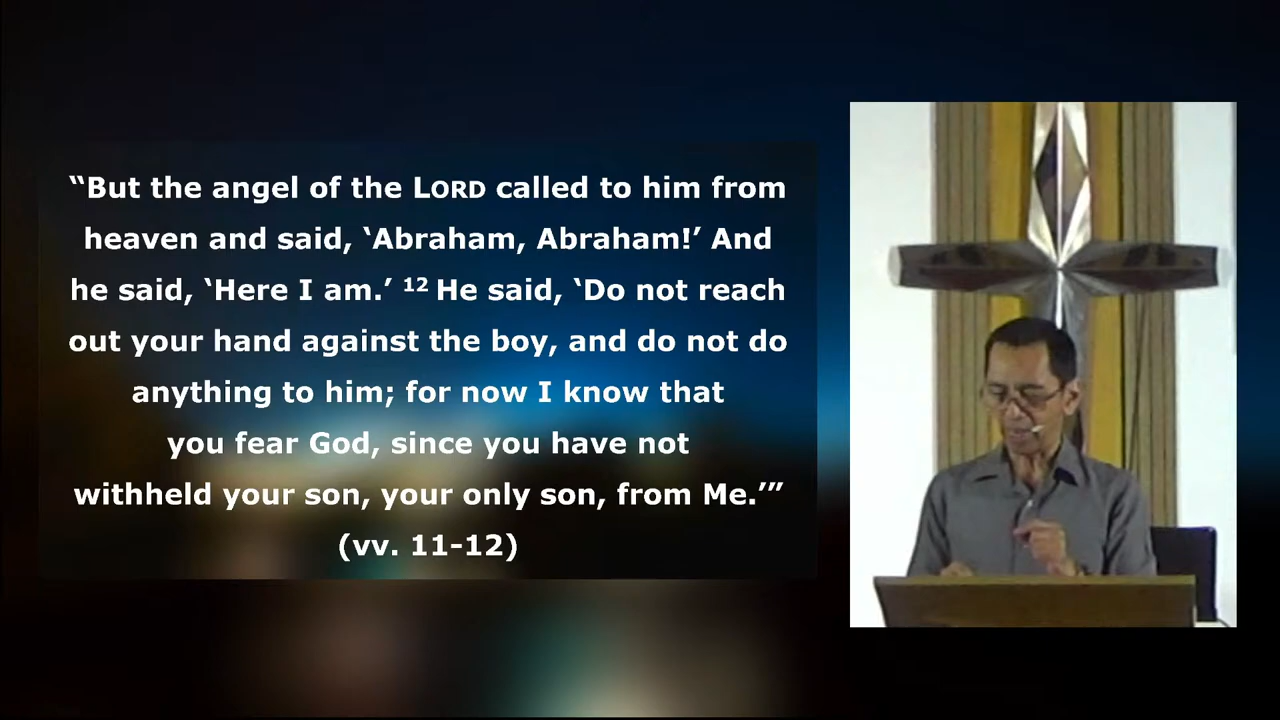 “But the angel of the LORD called to him from
heaven and said, ‘Abraham, Abraham!’ And
he said, ‘Here I am.’ ¹² He said, ‘Do not reach
out your hand against the boy, and do not do
anything to him; for now I know that
you fear God, since you have not
withheld your son, your only son, from Me.’”
(vv. 11-12)